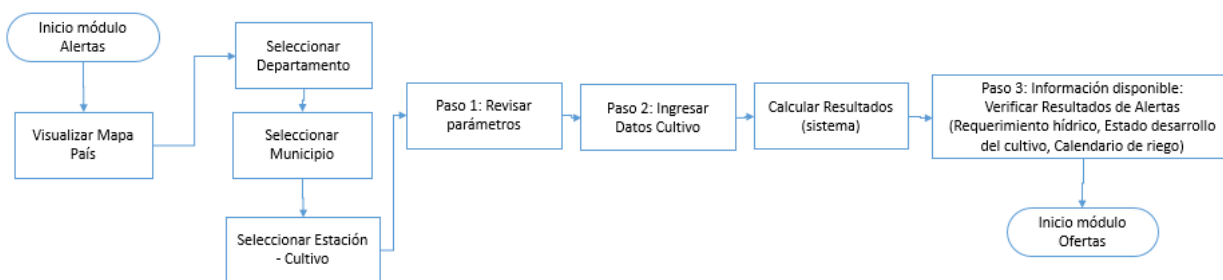 Inicio módulo
Alertas
Visualizar Mapa
País
Seleccionar
Departamento
Seleccionar
Municipio
Seleccionar Estación
- Cultivo
Paso 1: Revisar
parámetros
Paso 2: Ingresar
Datos Cultivo
Calcular Resultados
(sistema)
Paso 3: Información disponible:
Verificar Resultados de Alertas
(Requerimiento hídrico, Estado desarrollo
del cultivo, Calendario de riego)
Inicio módulo
Ofertas